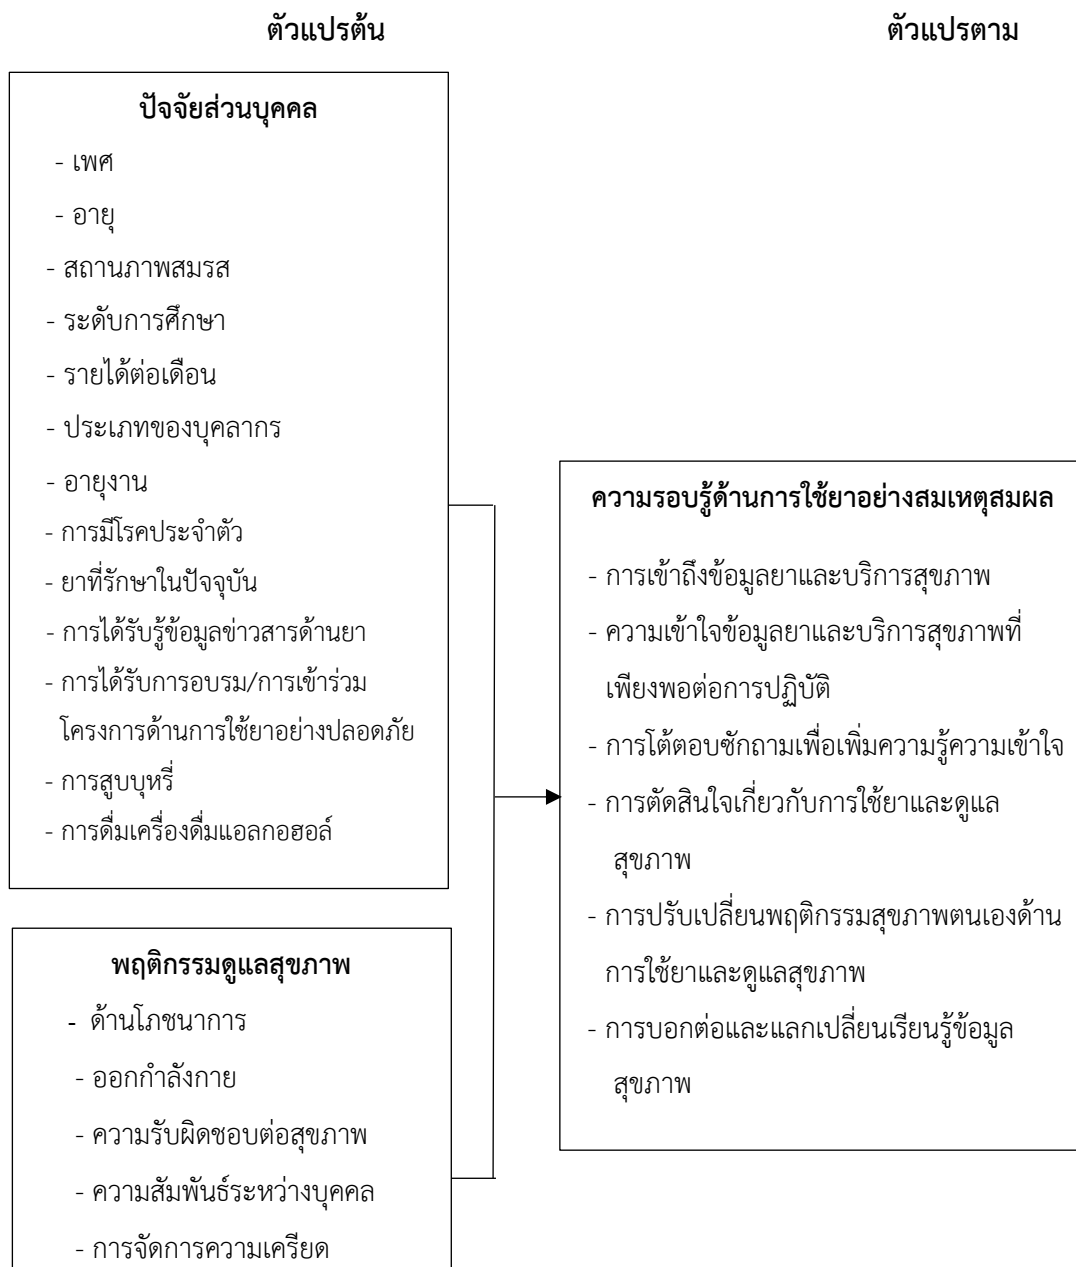 ตัวแปรต้น
ตัวแปรตาม
ปัจจัยส่วนบุคคล
- เพศ
- อายุ
- สถานภาพสมรส
- ระดับการศึกษา
- รายได้ต่อเดือน
- ประเภทของบุคลากร
- อายุงาน
- การมีโรคประจำตัว
- ยาที่รักษาในปัจจุบัน
- การได้รับรู้ข้อมูลข่าวสารด้านยา
- การได้รับการอบรม/การเข้าร่วม
โครงการด้านการใช้ยาอย่างปลอดภัย
- การสูบบุหรี่
- การดื่มเครื่องดื่มแอลกอฮอล์
พฤติกรรมดูแลสุขภาพ
- ด้านโภชนาการ
- ออกกำลังกาย
- ความรับผิดชอบต่อสุขภาพ
- ความสัมพันธ์ระหว่างบุคคล
- การจัดการความเครียด
ความรอบรู้ด้านการใช้ยาอย่างสมเหตุสมผล
- การเข้าถึงข้อมูลยาและบริการสุขภาพ
- ความเข้าใจข้อมูลยาและบริการสุขภาพที่
เพียงพอต่อการปฏิบัติ
- การโต้ตอบซักถามเพื่อเพิ่มความรู้ความเข้าใจ
- การตัดสินใจเกี่ยวกับการใช้ยาและดูแล
สุขภาพ
- การปรับเปลี่ยนพฤติกรรมสุขภาพตนเองด้าน
การใช้ยาและดูแลสุขภาพ
- การบอกต่อและแลกเปลี่ยนเรียนรู้ข้อมูล
สุขภาพ